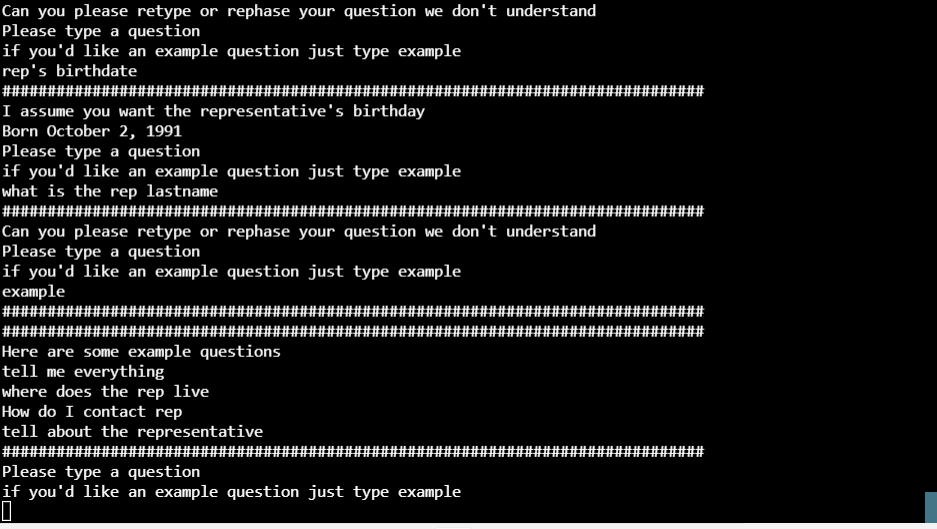 Can you please retype or rephase your question we don't understand
Please type a question
if you'd like an example question just type example
rep's birthdate
##############################################################################
I assume you want the representative's birthday
Born October 2, 1991
Please type a question
if you'd like an example question just type example
what is the rep lastname
##############################################################################
Can you please retype or rephase your question we don't understand
Please type a question
if you'd like an example question just type example
example
##############################################################################
##############################################################################
Here are some example questions
tell me everything
where does the rep live
How do I contact rep
tell about the representative
##############################################################################
Please type a question
if you'd like an example question just type example